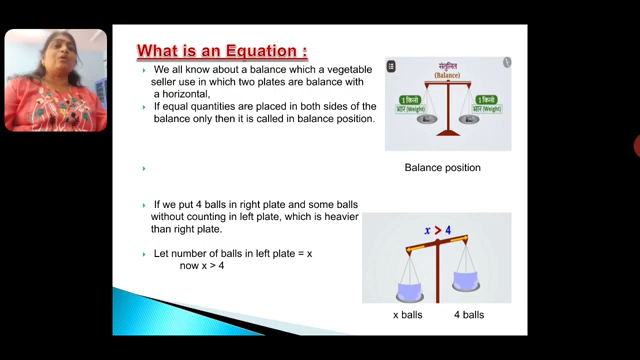 What is an Equation :
We all know about a balance which a vegetable
seller use in which two plates are balance with
a horizontal,
If equal quantities are placed in both sides of the
balance only then it is called in balance position.
संतुलित
(Balance)
1 किलो
भार (Weight)
1 किलो
भार (Weight)
Balance position
If we put 4 balls in right plate and some balls
without counting in left plate, which is heavier
than right plate.
Let number of balls in left plate = x
now x > 4
x > 4
x balls
4 balls